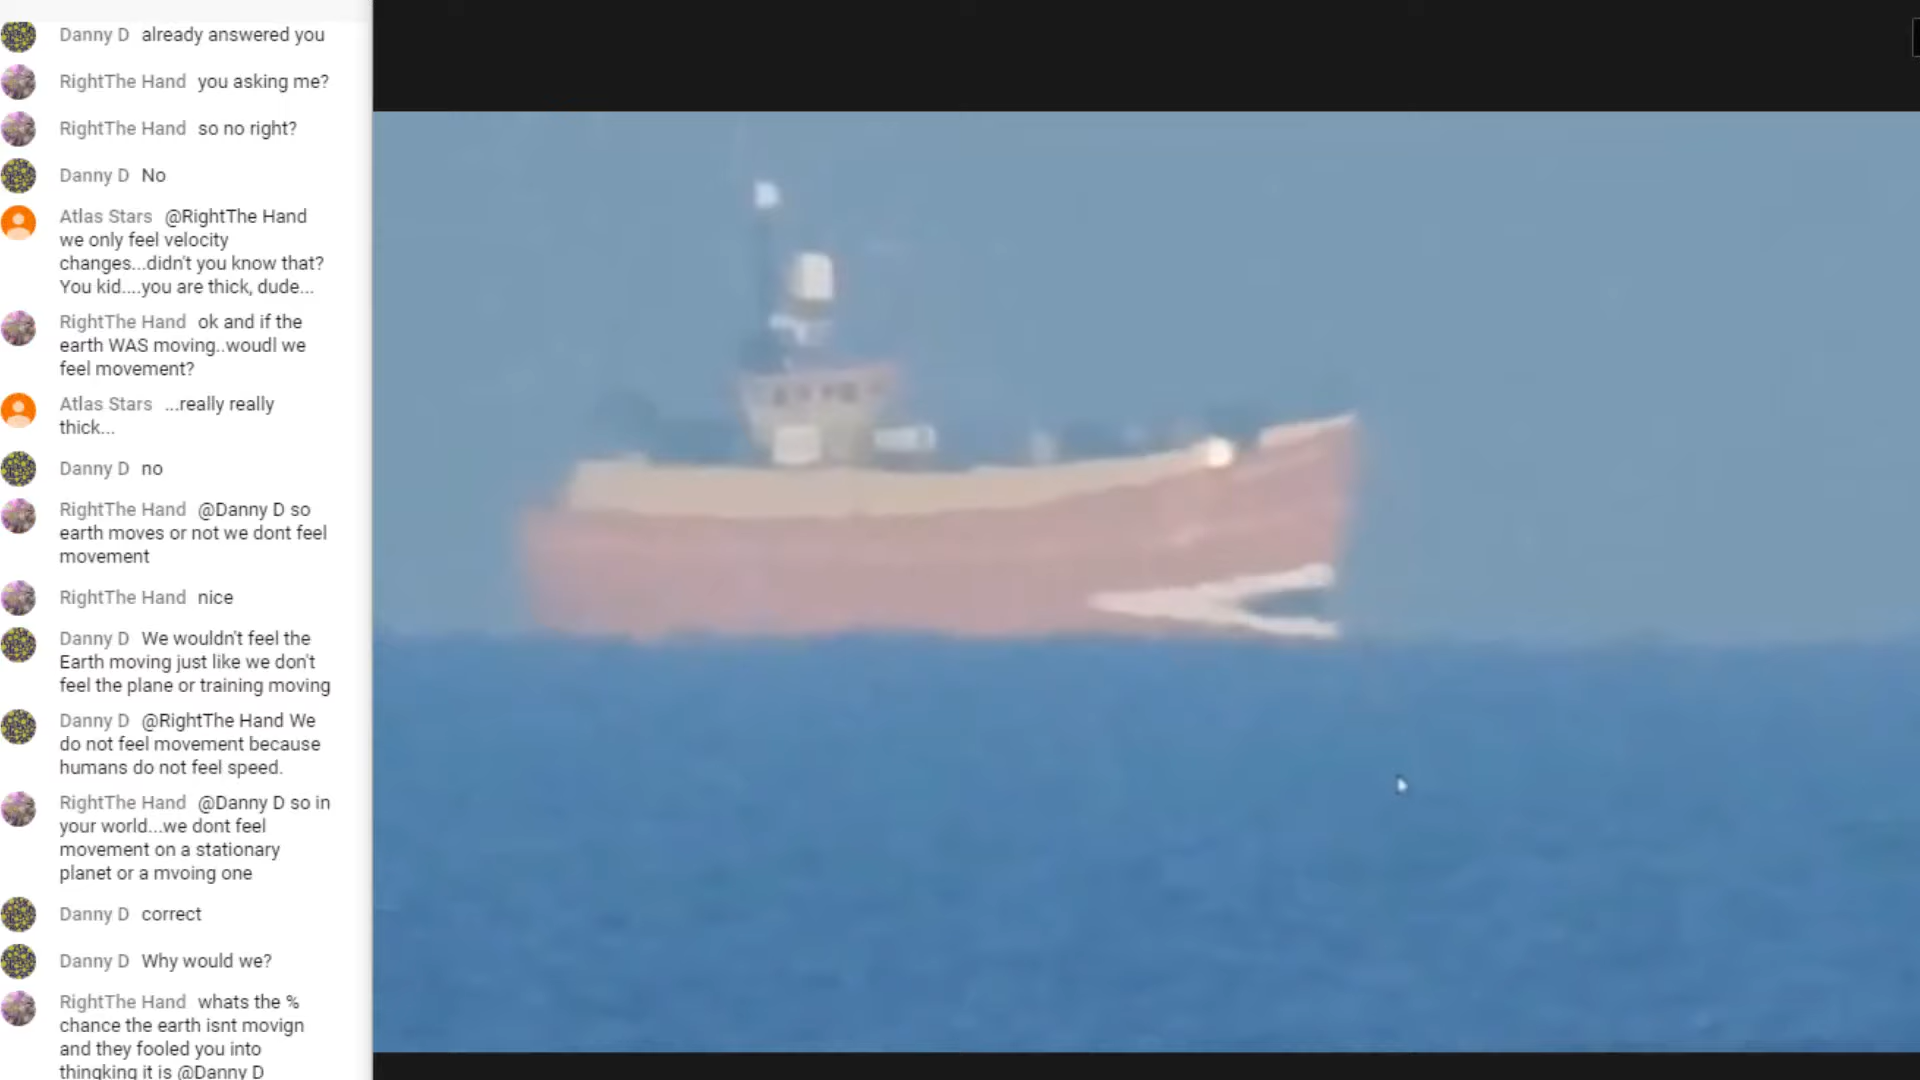 Danny D already answered you
RightThe Hand you asking me?
RightThe Hand so no right?
Danny D No
Atlas Stars @RightThe Hand
we only feel velocity
changes...didn't you know that?
You kid....you are thick, dude...
RightThe Hand ok and if the
earth WAS moving..woudl we
feel movement?
Atlas Stars ...really really
thick...
Danny D no
RightThe Hand @Danny D so
earth moves or not we dont feel
movement
RightThe Hand nice
Danny D We wouldn't feel the
Earth moving just like we don't
feel the plane or training moving
Danny D @RightThe Hand We
do not feel movement because
humans do not feel speed.
RightThe Hand @Danny D so in
your world...we dont feel
movement on a stationary
planet or a mvoing one
Danny D correct
Danny D Why would we?
RightThe Hand whats the %
chance the earth isnt movign
and they fooled you into
thingking it is @Danny D